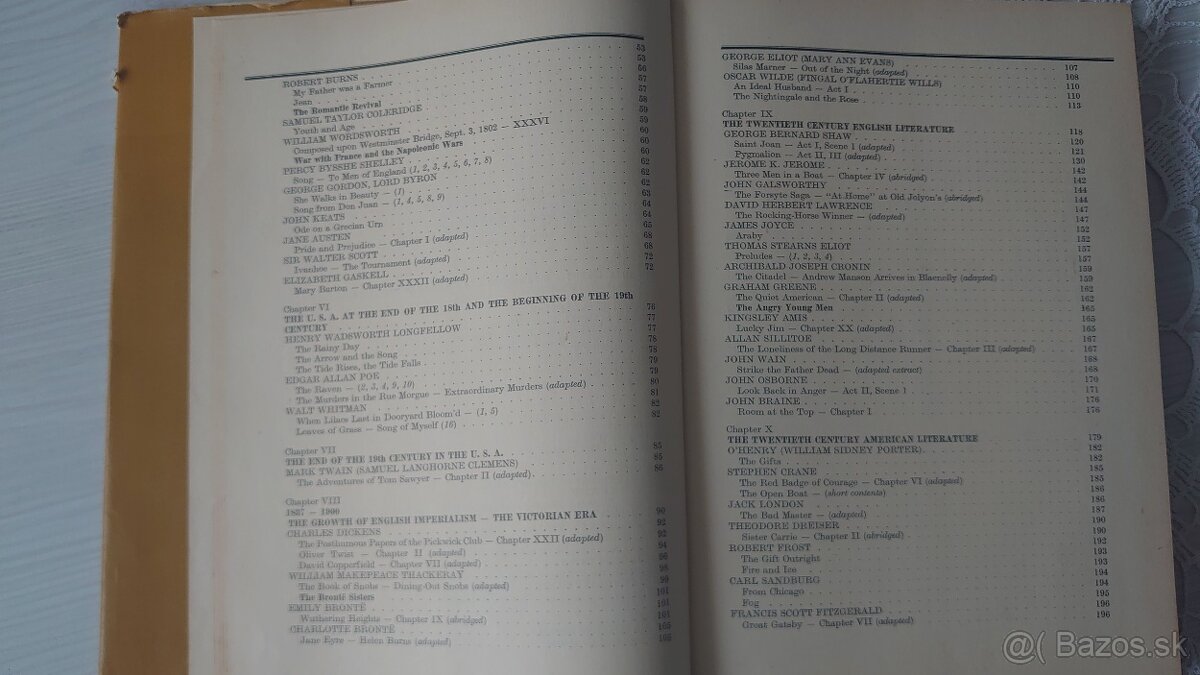 53
ROBERT BURNS 53
My Father was a Farmer 56
Jean 57
The Romantic Revival 57
SAMUEL TAYLOR COLERIDGE 58
Youth and Age 59
WILLIAM WORDSWORTH 59
Composed upon Westminster Bridge, Sept. 3, 1802 — XXXVI 60
War with France and the Napoleonic Wars 60
PERCY BYSSHE SHELLEY 60
Song — To Men of England (1, 2, 3, 4, 5, 6, 7, 8) 62
GEORGE GORDON, LORD BYRON 62
She Walks in Beauty — (1) 62
Song from Don Juan — (1, 4, 5, 8, 9) 63
JOHN KEATS 64
Ode on a Grecian Urn 64
JANE AUSTEN 65
Pride and Prejudice — Chapter I (adapted) 68
SIR WALTER SCOTT 68
Ivanhoe — The Tournament (adapted) 72
ELIZABETH GASKELL 72
Mary Barton — Chapter XXXII (adapted)
Chapter VI
THE U. S. A. AT THE END OF THE 18th AND THE BEGINNING OF THE 19th
CENTURY 76
HENRY WADSWORTH LONGFELLOW 77
The Rainy Day 77
The Arrow and the Song 78
The Tide Rises, the Tide Falls 78
EDGAR ALLAN POE 79
The Raven — (2, 3, 4, 9, 10) 79
The Murders in the Rue Morgue — Extraordinary Murders (adapted) 80
WALT WHITMAN 81
When Lilacs Last in Dooryard Bloom'd — (1, 5) 82
Leaves of Grass — Song of Myself (16) 82
Chapter VII
THE END OF THE 19th CENTURY IN THE U. S. A. 85
MARK TWAIN (SAMUEL LANGHORNE CLEMENS) 85
The Adventures of Tom Sawyer — Chapter II (adapted) 86
Chapter VIII
1837 — 1900
THE GROWTH OF ENGLISH IMPERIALISM — THE VICTORIAN ERA 90
CHARLES DICKENS 92
The Posthumous Papers of the Pickwick Club — Chapter XXII (adapted) 92
Oliver Twist — Chapter II (adapted) 94
David Copperfield — Chapter VII (adapted) 96
WILLIAM MAKEPEACE THACKERAY 98
The Book of Snobs — Dining-Out Snobs (adapted) 99
The Brontë Sisters 101
EMILY BRONTË 101
Wuthering Heights — Chapter IX (abridged) 101
CHARLOTTE BRONTË 105
Jane Eyre — Helen Burns (adapted) 105
GEORGE ELIOT (MARY ANN EVANS) 107
Silas Marner — Out of the Night (adapted) 108
OSCAR WILDE (FINGAL O'FLAHERTIE WILLS) 110
An Ideal Husband — Act I 110
The Nightingale and the Rose 113
Chapter IX
THE TWENTIETH CENTURY ENGLISH LITERATURE 118
GEORGE BERNARD SHAW 120
Saint Joan — Act I, Scene 1 (adapted) 121
Pygmalion — Act II, III (adapted) 130
JEROME K. JEROME 142
Three Men in a Boat — Chapter IV (abridged) 142
JOHN GALSWORTHY 144
The Forsyte Saga — "At Home" at Old Jolyon's (abridged) 144
DAVID HERBERT LAWRENCE 147
The Rocking-Horse Winner — (adapted) 147
JAMES JOYCE 152
Araby 152
THOMAS STEARNS ELIOT 157
Preludes — (1, 2, 3, 4) 157
ARCHIBALD JOSEPH CRONIN 159
The Citadel — Andrew Manson Arrives in Blaenelly (adapted) 159
GRAHAM GREENE 162
The Quiet American — Chapter II (adapted) 162
The Angry Young Men 165
KINGSLEY AMIS 165
Lucky Jim — Chapter XX (adapted) 165
ALLAN SILLITOE 167
The Loneliness of the Long Distance Runner — Chapter III (adapted) 167
JOHN WAIN 168
Strike the Father Dead — (adapted extract) 168
JOHN OSBORNE 170
Look Back in Anger — Act II, Scene 1 171
JOHN BRAINE 176
Room at the Top — Chapter I 176
Chapter X
THE TWENTIETH CENTURY AMERICAN LITERATURE 179
O'HENRY (WILLIAM SIDNEY PORTER) 182
The Gifts 182
STEPHEN CRANE 185
The Red Badge of Courage — Chapter VI (adapted) 185
The Open Boat — (short contents) 186
JACK LONDON 186
The Bad Master — (adapted) 187
THEODORE DREISER 190
Sister Carrie — Chapter II (abridged) 190
ROBERT FROST 192
The Gift Outright 193
Fire and Ice 193
CARL SANDBURG 194
From Chicago 194
Fog 195
FRANCIS SCOTT FITZGERALD 196
Great Gatsby — Chapter VII (adapted) 196
@( Bazos.sk